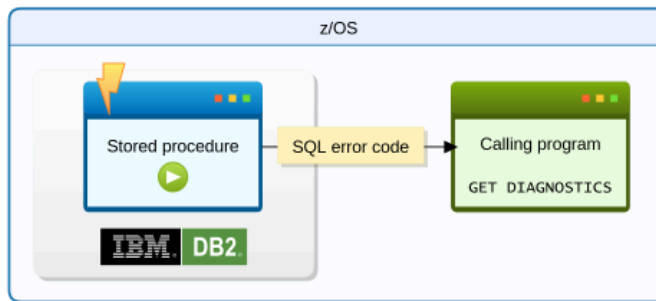 z/OS
Stored procedure
SQL error code
Calling program
GET DIAGNOSTICS
IBM. DB2.